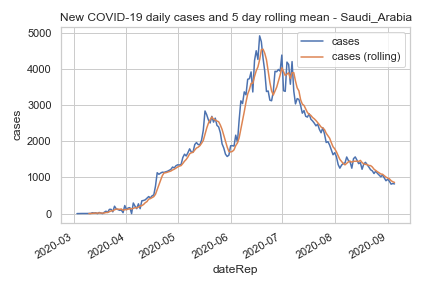 New COVID-19 daily cases and 5 day rolling mean - Saudi_Arabia
cases
cases (rolling)
5000
4000
3000
2000
1000
0
cases
2020-03
2020-04
2020-05
2020-06
2020-07
2020-08
2020-09
dateRep